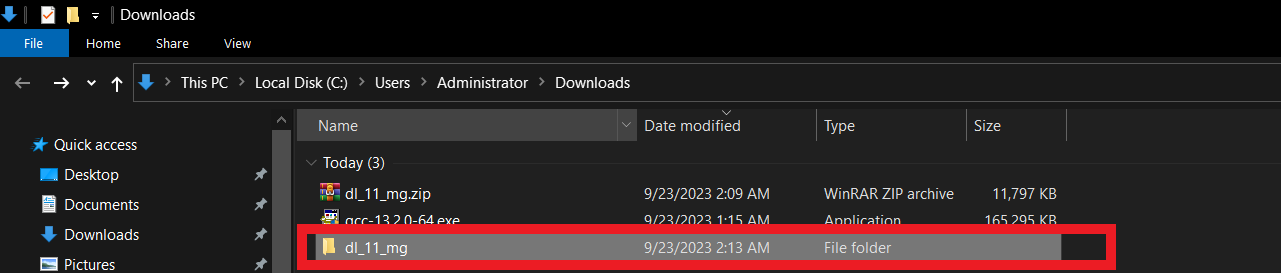 Downloads
File Home Share View
This PC Local Disk (C:) Users Administrator Downloads
Quick access
Desktop
Documents
Downloads
Pictures
Name Date modified Type Size
Today (3)
dl_11_mg.zip 9/23/2023 2:09 AM WinRAR ZIP archive 11,797 KB
gcc-13.2.0-64.exe 9/23/2023 1:15 AM Application 165,295 KB
dl_11_mg 9/23/2023 2:13 AM File folder